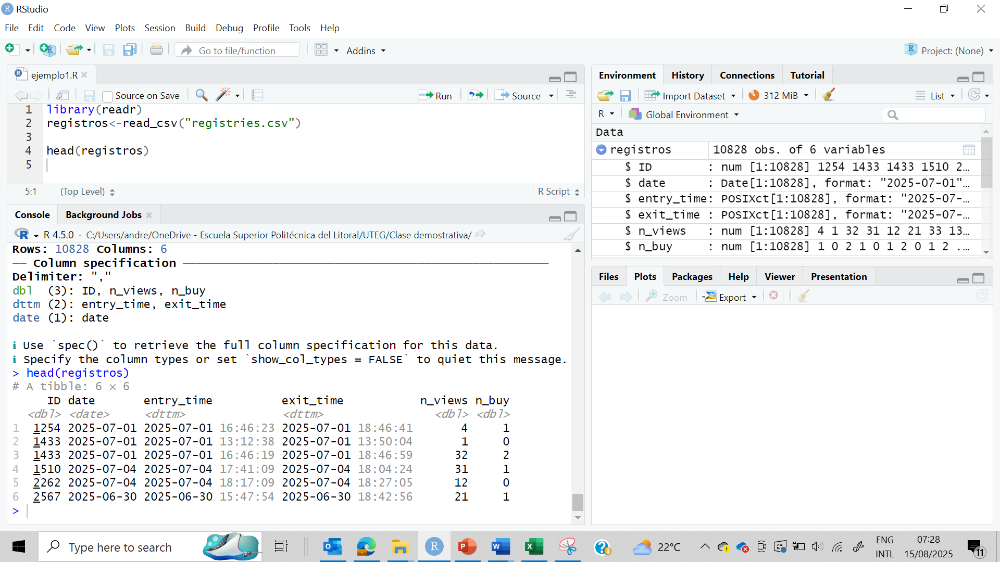 RStudio
File Edit Code View Plots Session Build Debug Profile Tools Help
Go to file/function Addins Project: (None)
ejemplo1.R
Source on Save Run Source
1 library(readr)
2 registros<-read_csv("registries.csv")
3
4 head(registros)
5
5:1 (Top Level) R Script
Console Background Jobs
R 4.5.0 · C:/Users/andre/OneDrive - Escuela Superior Politécnica del Litoral/UTEG/Clase demostrativa/
Rows: 10828 Columns: 6
── Column specification ─────────────────────────────────────────────────────
Delimiter: ","
dbl  (3): ID, n_views, n_buy
dttm (2): entry_time, exit_time
date (1): date
ℹ Use `spec()` to retrieve the full column specification for this data.
ℹ Specify the column types or set `show_col_types = FALSE` to quiet this message.
> head(registros)
# A tibble: 6 × 6
ID date entry_time exit_time n_views n_buy
<dbl> <date> <dttm> <dttm> <dbl> <dbl>
1 1254 2025-07-01 2025-07-01 16:46:23 2025-07-01 18:46:41 4 1
2 1433 2025-07-01 2025-07-01 13:12:38 2025-07-01 13:50:04 1 0
3 1433 2025-07-01 2025-07-01 16:46:19 2025-07-01 18:46:59 32 2
4 1510 2025-07-04 2025-07-04 17:41:09 2025-07-04 18:04:24 31 1
5 2262 2025-07-04 2025-07-04 18:17:09 2025-07-04 18:27:05 12 0
6 2567 2025-06-30 2025-06-30 15:47:54 2025-06-30 18:42:56 21 1
>
Environment History Connections Tutorial
Import Dataset 312 MiB List
R Global Environment
Data
registros 10828 obs. of 6 variables
$ ID : num [1:10828] 1254 1433 1433 1510 2…
$ date : Date[1:10828], format: "2025-07-01"…
$ entry_time: POSIXct[1:10828], format: "2025-07-…
$ exit_time : POSIXct[1:10828], format: "2025-07-…
$ n_views : num [1:10828] 4 1 32 31 12 21 33 13…
$ n_buy : num [1:10828] 1 0 2 1 0 1 2 0 1 2 .…
Files Plots Packages Help Viewer Presentation
Zoom Export
Type here to search
22°C
ENG
INTL
07:28
15/08/2025
11